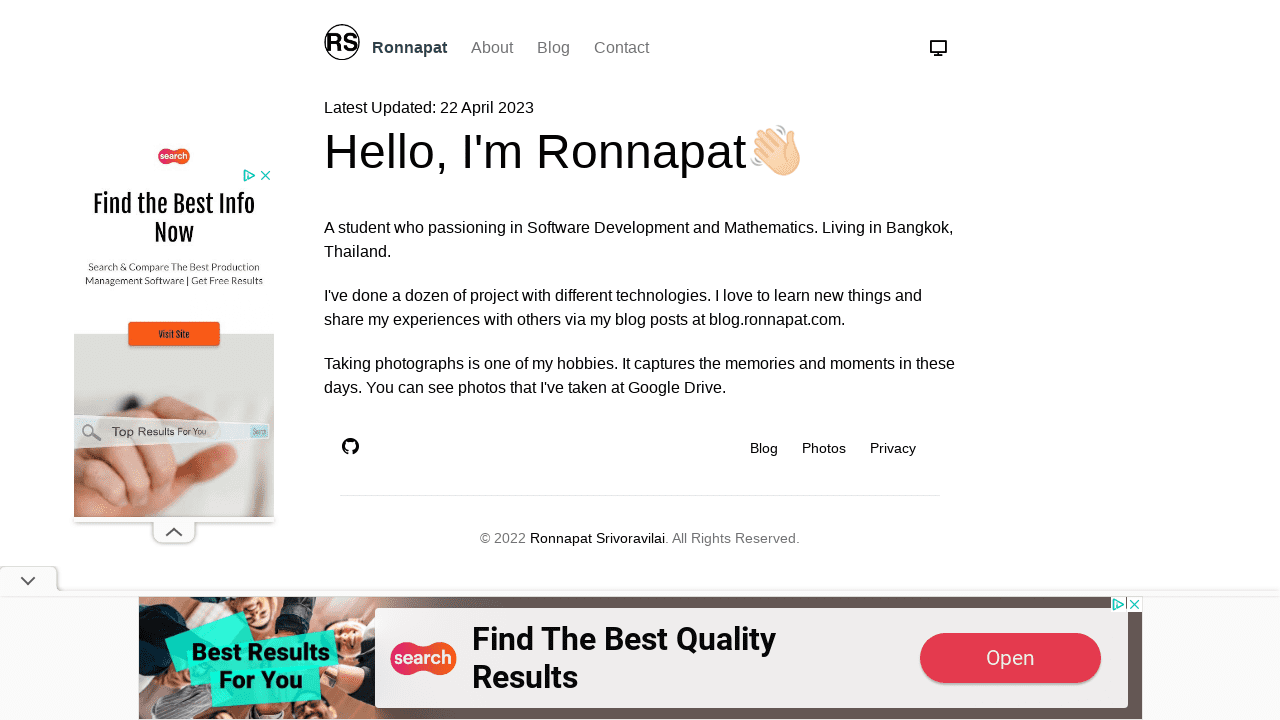 RS
Ronnapat About Blog Contact
Latest Updated: 22 April 2023
Hello, I'm Ronnapat👋🏻
A student who passioning in Software Development and Mathematics. Living in Bangkok,
Thailand.
I've done a dozen of project with different technologies. I love to learn new things and
share my experiences with others via my blog posts at blog.ronnapat.com.
Taking photographs is one of my hobbies. It captures the memories and moments in these
days. You can see photos that I've taken at Google Drive.
Blog Photos Privacy
© 2022 Ronnapat Srivoravilai. All Rights Reserved.
search
Find the Best Info
Now
Search & Compare The Best Production
Management Software | Get Free Results
Visit Site
Top Results For You
Search
Best Results
For You
search
Find The Best Quality
Results
Open